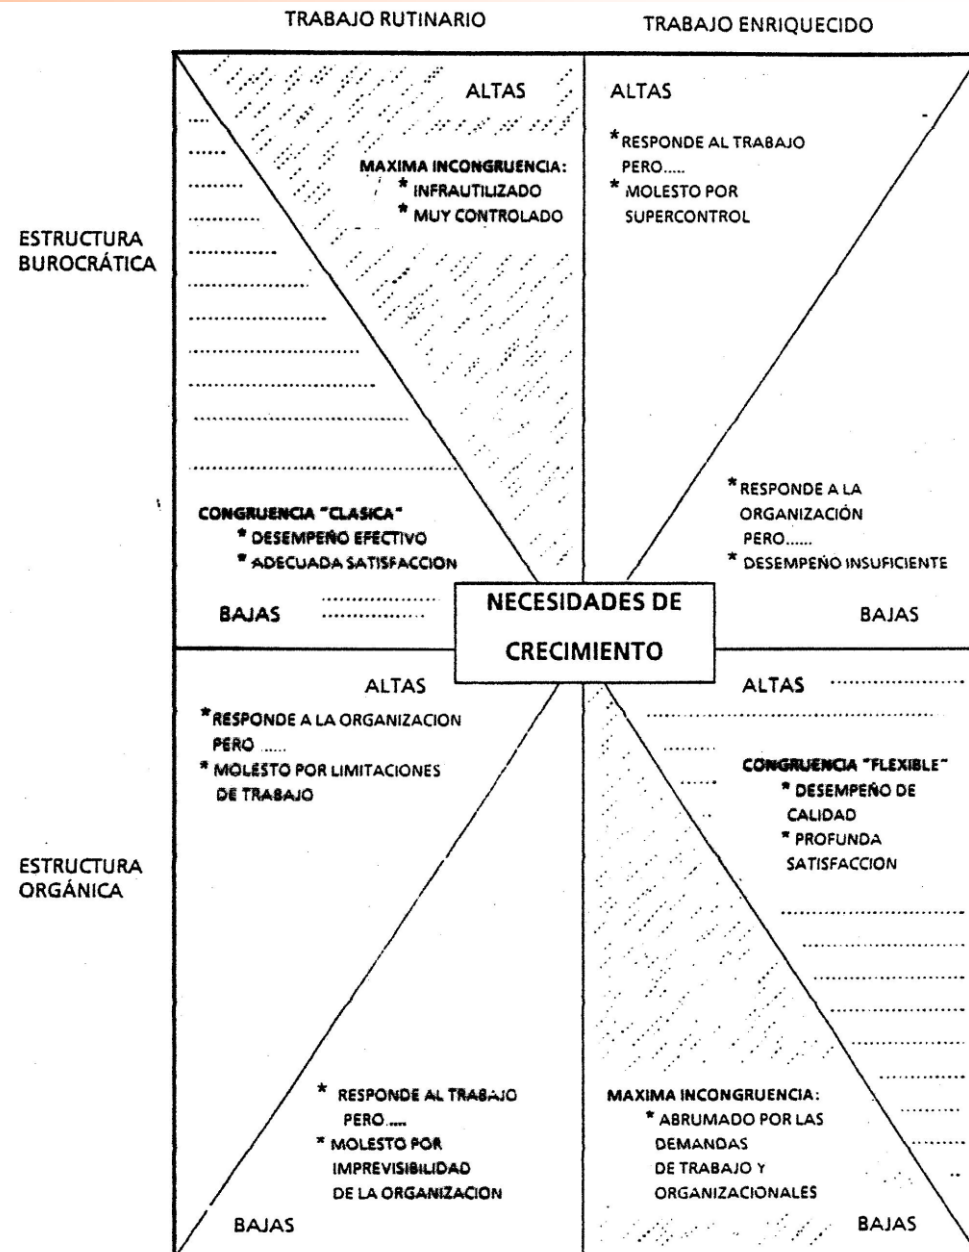 TRABAJO RUTINARIO
TRABAJO ENRIQUECIDO
ESTRUCTURA
BUROCRÁTICA
ALTAS
MAXIMA INCONGRUENCIA:
* INFRAUTILIZADO
* MUY CONTROLADO
CONGRUENCIA "CLASICA"
* DESEMPEÑO EFECTIVO
* ADECUADA SATISFACCION
BAJAS
ALTAS
* RESPONDE AL TRABAJO
PERO.....
* MOLESTO POR
SUPERCONTROL
* RESPONDE A LA
ORGANIZACIÓN
PERO......
* DESEMPEÑO INSUFICIENTE
BAJAS
NECESIDADES DE
CRECIMIENTO
ESTRUCTURA
ORGÁNICA
ALTAS
* RESPONDE A LA ORGANIZACION
PERO ......
* MOLESTO POR LIMITACIONES
DE TRABAJO
* RESPONDE AL TRABAJO
PERO.....
* MOLESTO POR
IMPREVISIBILIDAD
DE LA ORGANIZACION
BAJAS
ALTAS
CONGRUENCIA "FLEXIBLE"
* DESEMPEÑO DE
CALIDAD
* PROFUNDA
SATISFACCION
MAXIMA INCONGRUENCIA:
* ABRUMADO POR LAS
DEMANDAS
DE TRABAJO Y
ORGANIZACIONALES
BAJAS